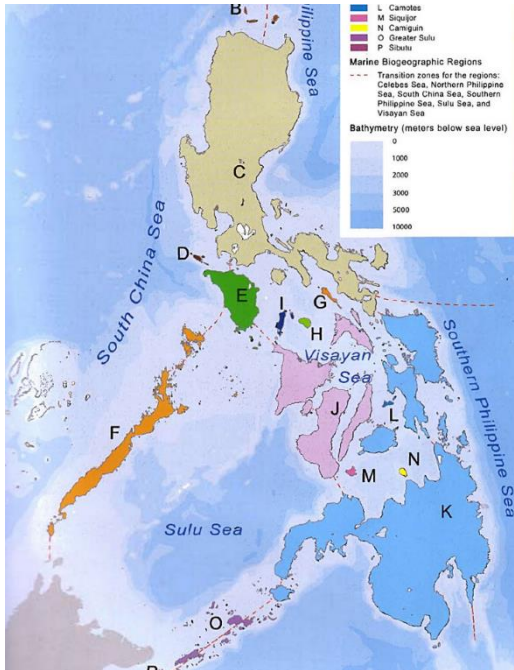 B
Philippine Sea
L Camotes
M Siquijor
N Camiguin
O Greater Sulu
P Sibutu
Marine Biogeographic Regions
Transition zones for the regions:
Celebes Sea, Northern Philippine
Sea, South China Sea, Southern
Philippine Sea, Sulu Sea, and
Visayan Sea
Bathymetry (meters below sea level)
0
1000
2000
3000
5000
10000
C
South China Sea
D
E
I
G
H
Visayan
Sea
Southern Philippine Sea
J
L
F
M
N
K
Sulu Sea
O
P